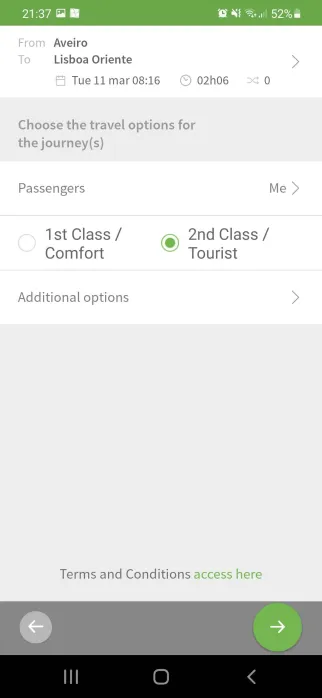 21:37 52%
From Aveiro
To Lisboa Oriente
Tue 11 mar 08:16 02h06 0
Choose the travel options for
the journey(s)
Passengers Me
1st Class / 2nd Class /
Comfort Tourist
Additional options
Terms and Conditions access here